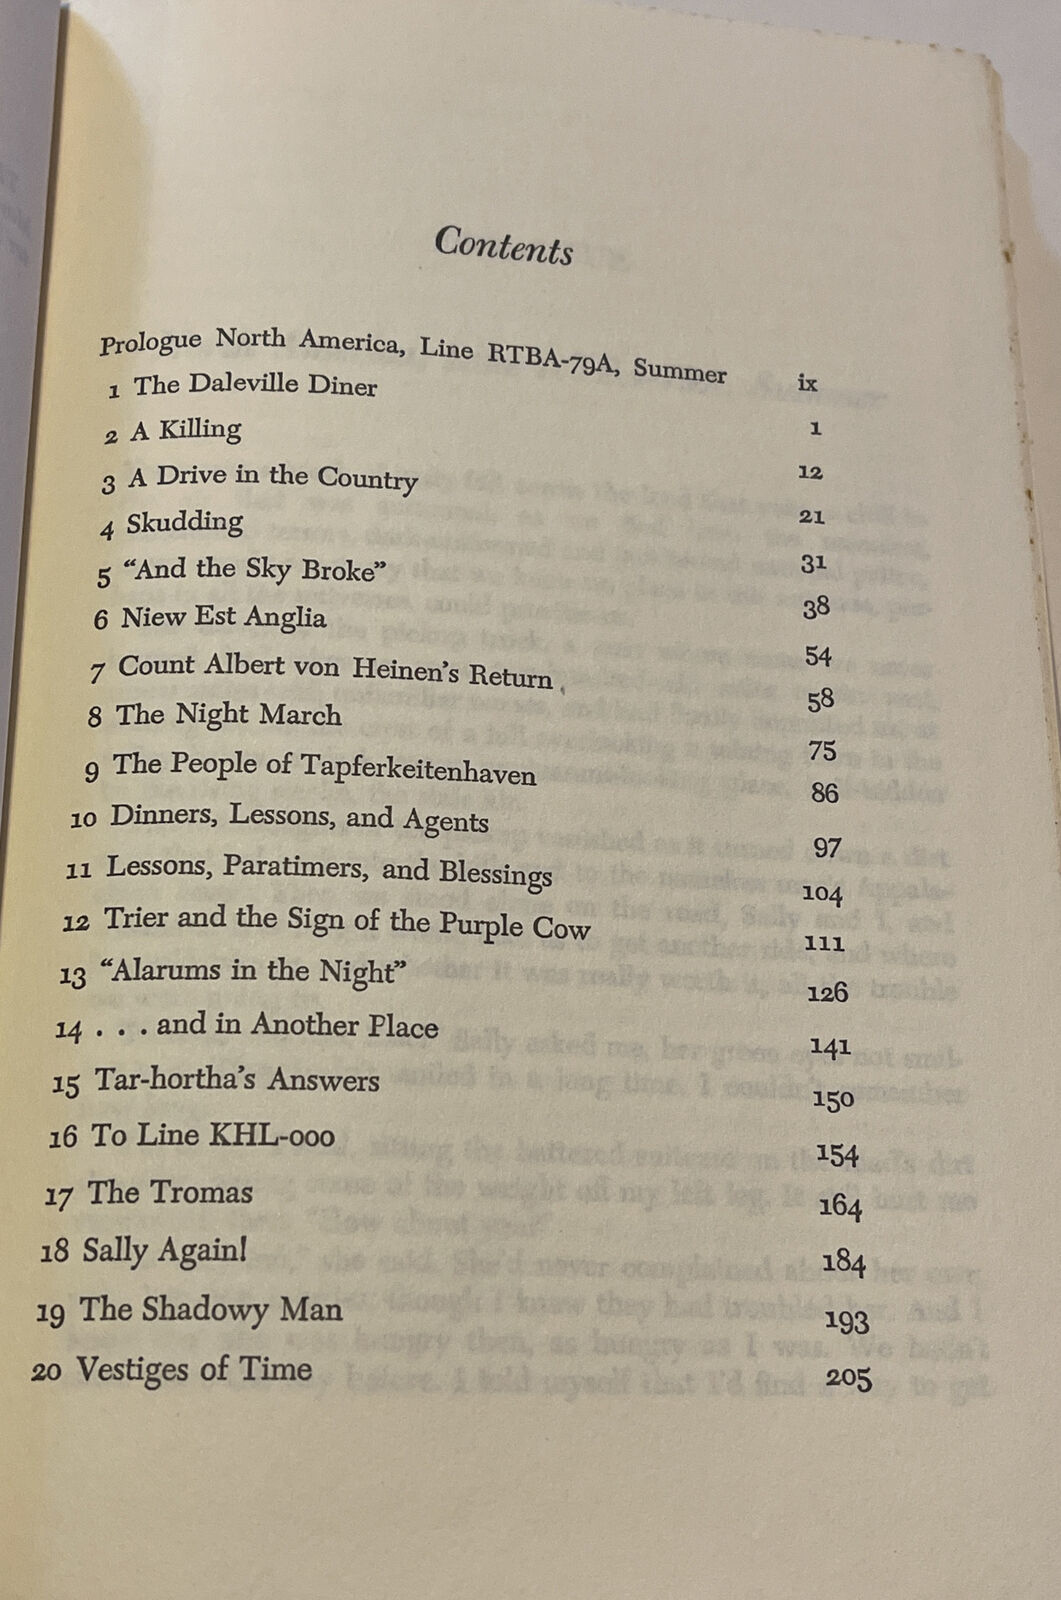 Contents
Prologue North America, Line RTBA-79A, Summer ix
1 The Daleville Diner 1
2 A Killing 12
3 A Drive in the Country 21
4 Skudding 31
5 "And the Sky Broke" 38
6 Niew Est Anglia 54
7 Count Albert von Heinen's Return 58
8 The Night March 75
9 The People of Tapferkeitenhaven 86
10 Dinners, Lessons, and Agents 97
11 Lessons, Paratimers, and Blessings 104
12 Trier and the Sign of the Purple Cow 111
13 "Alarums in the Night" 126
14 . . . and in Another Place 141
15 Tar-hortha's Answers 150
16 To Line KHL-000 154
17 The Tromas 164
18 Sally Again! 184
19 The Shadowy Man 193
20 Vestiges of Time 205